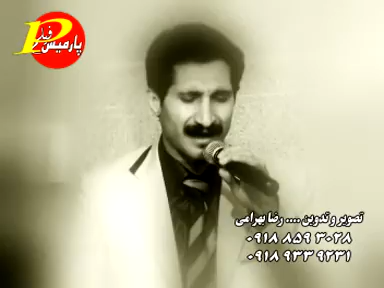 پارمیس فیلم
تصویر و تدوین .... رضا بهرامی
۰۹۱۸ ۸۵۹ ۳۰۲۸
۰۹۱۸ ۹۳۳ ۹۲۳۱